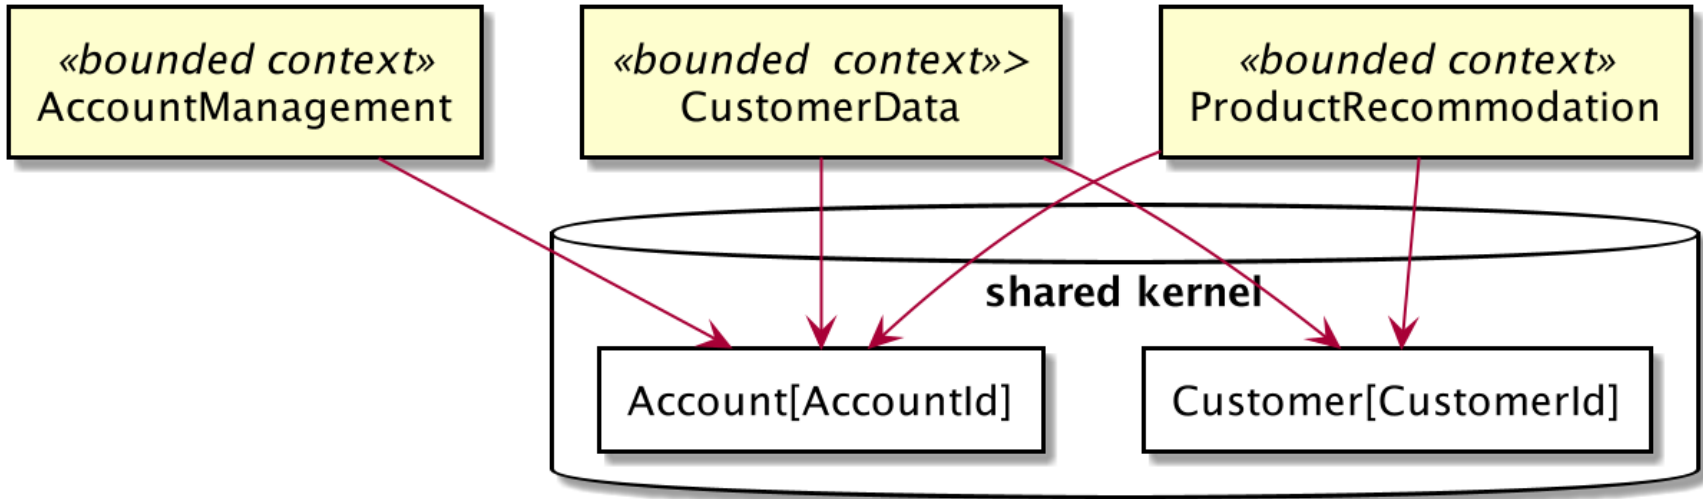 «bounded context»
AccountManagement
«bounded  context»>
CustomerData
«bounded context»
ProductRecommodation
shared kernel
Account[AccountId]
Customer[CustomerId]